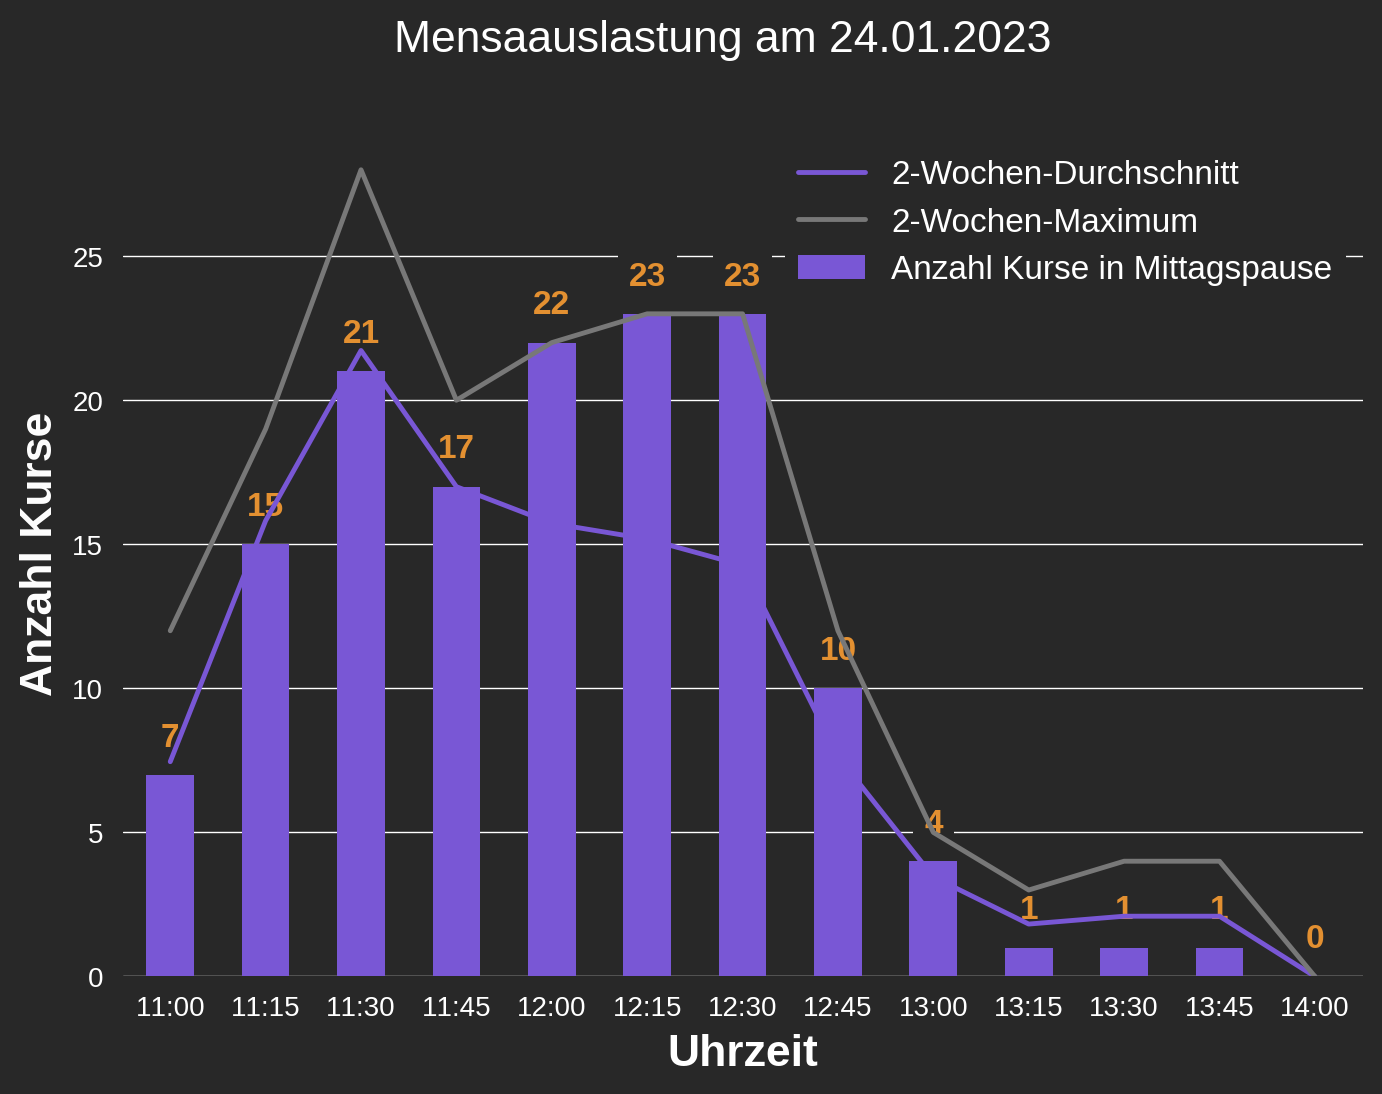 Mensaauslastung am 24.01.2023
2-Wochen-Durchschnitt
2-Wochen-Maximum
Anzahl Kurse in Mittagspause
Anzahl Kurse
25
20
15
10
5
0
7
15
21
17
22
23
23
10
4
1
1
1
0
11:00 11:15 11:30 11:45 12:00 12:15 12:30 12:45 13:00 13:15 13:30 13:45 14:00
Uhrzeit